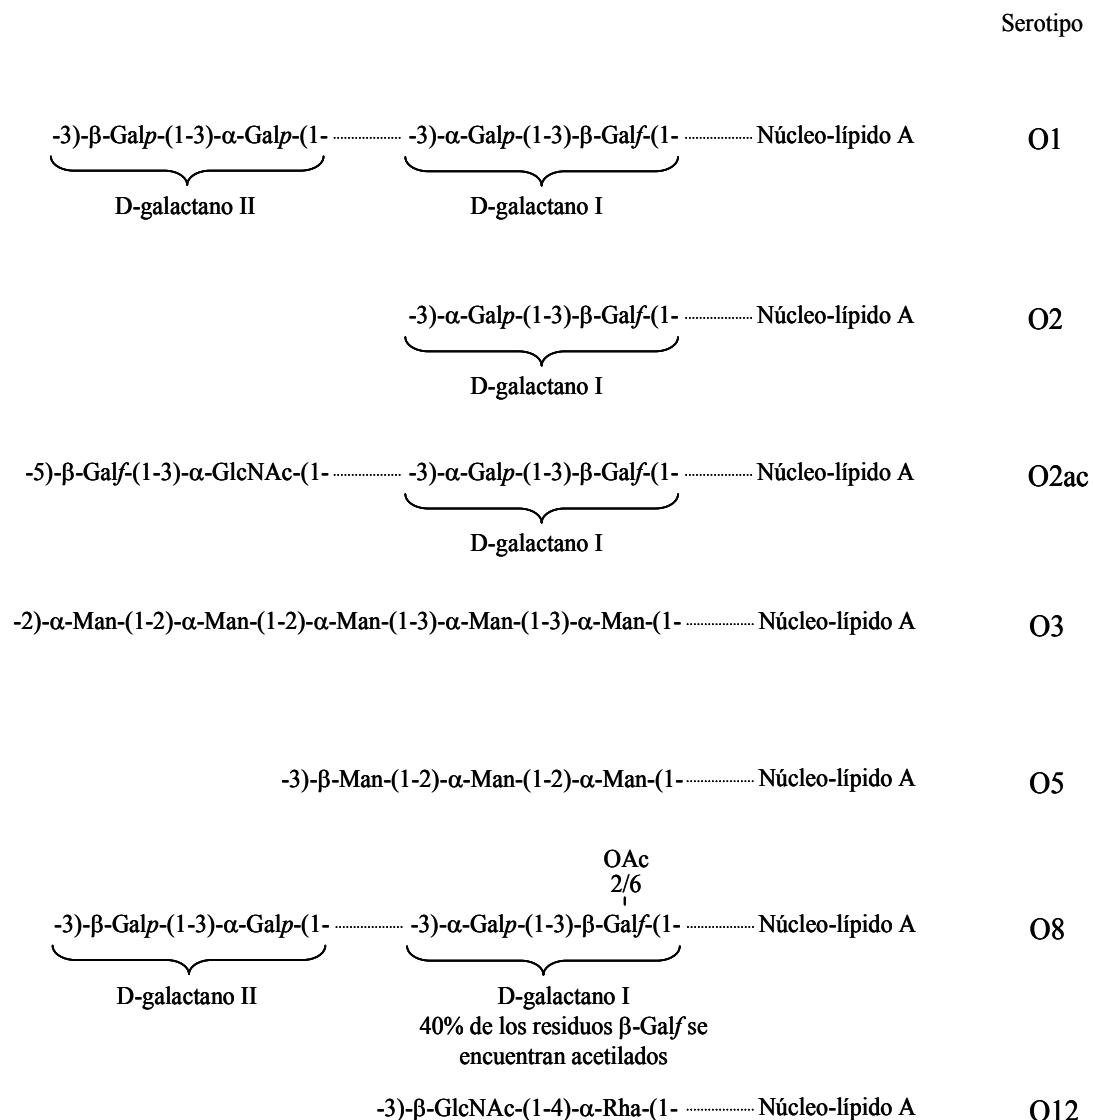 Serotipo
-3)-β-Galp-(1-3)-α-Galp-(1- -3)-α-Galp-(1-3)-β-Galf-(1- Núcleo-lípido A O1
D-galactano II D-galactano I
-3)-α-Galp-(1-3)-β-Galf-(1- Núcleo-lípido A O2
D-galactano I
-5)-β-Galf-(1-3)-α-GlcNAc-(1- -3)-α-Galp-(1-3)-β-Galf-(1- Núcleo-lípido A O2ac
D-galactano I
-2)-α-Man-(1-2)-α-Man-(1-2)-α-Man-(1-3)-α-Man-(1-3)-α-Man-(1- Núcleo-lípido A O3
-3)-β-Man-(1-2)-α-Man-(1-2)-α-Man-(1- Núcleo-lípido A O5
OAc
2/6
-3)-β-Galp-(1-3)-α-Galp-(1- -3)-α-Galp-(1-3)-β-Galf-(1- Núcleo-lípido A O8
D-galactano II D-galactano I
40% de los residuos β-Galf se
encuentran acetilados
-3)-β-GlcNAc-(1-4)-α-Rha-(1- Núcleo-lípido A O12